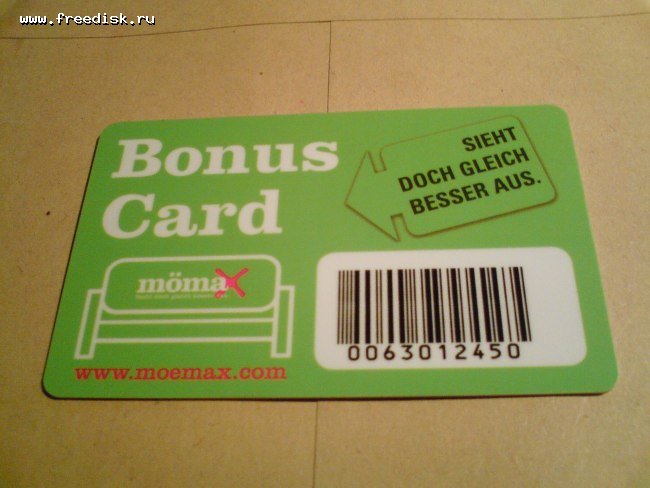 www.freedisk.ru
Bonus
Card
SIEHT
DOCH GLEICH
BESSER AUS.
mömax
www.moemax.com
0063012450